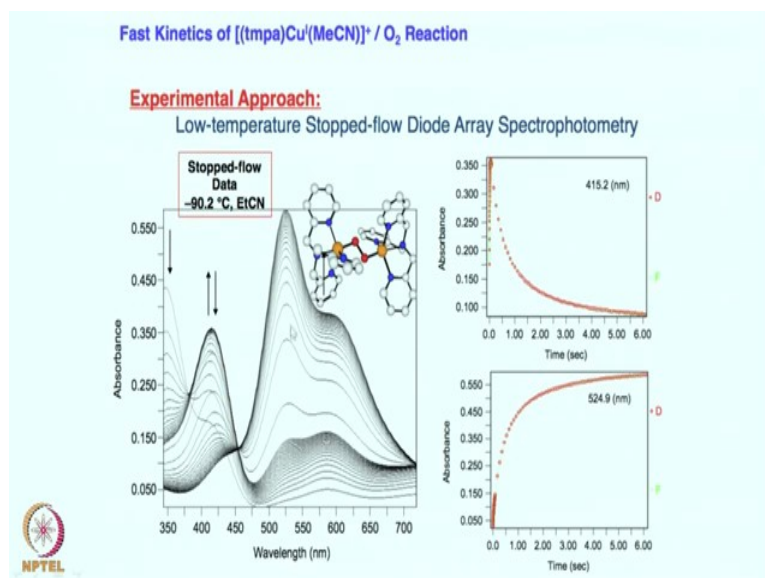 Fast Kinetics of [(tmpa)Cuᴵ(MeCN)]⁺ / O₂ Reaction
Experimental Approach:
Low-temperature Stopped-flow Diode Array Spectrophotometry
Stopped-flow
Data
–90.2 °C, EtCN
0.550
0.450
0.350
0.250
0.150
0.050
Absorbance
350 400 450 500 550 600 650 700
Wavelength (nm)
415.2 (nm)
D
0.350
0.300
0.250
0.200
0.150
0.100
Absorbance
0.0 1.00 2.00 3.00 4.00 5.00 6.00
Time (sec)
524.9 (nm)
D
0.550
0.450
0.350
0.250
0.150
0.050
Absorbance
0.0 1.00 2.00 3.00 4.00 5.00 6.00
Time (sec)
NPTEL